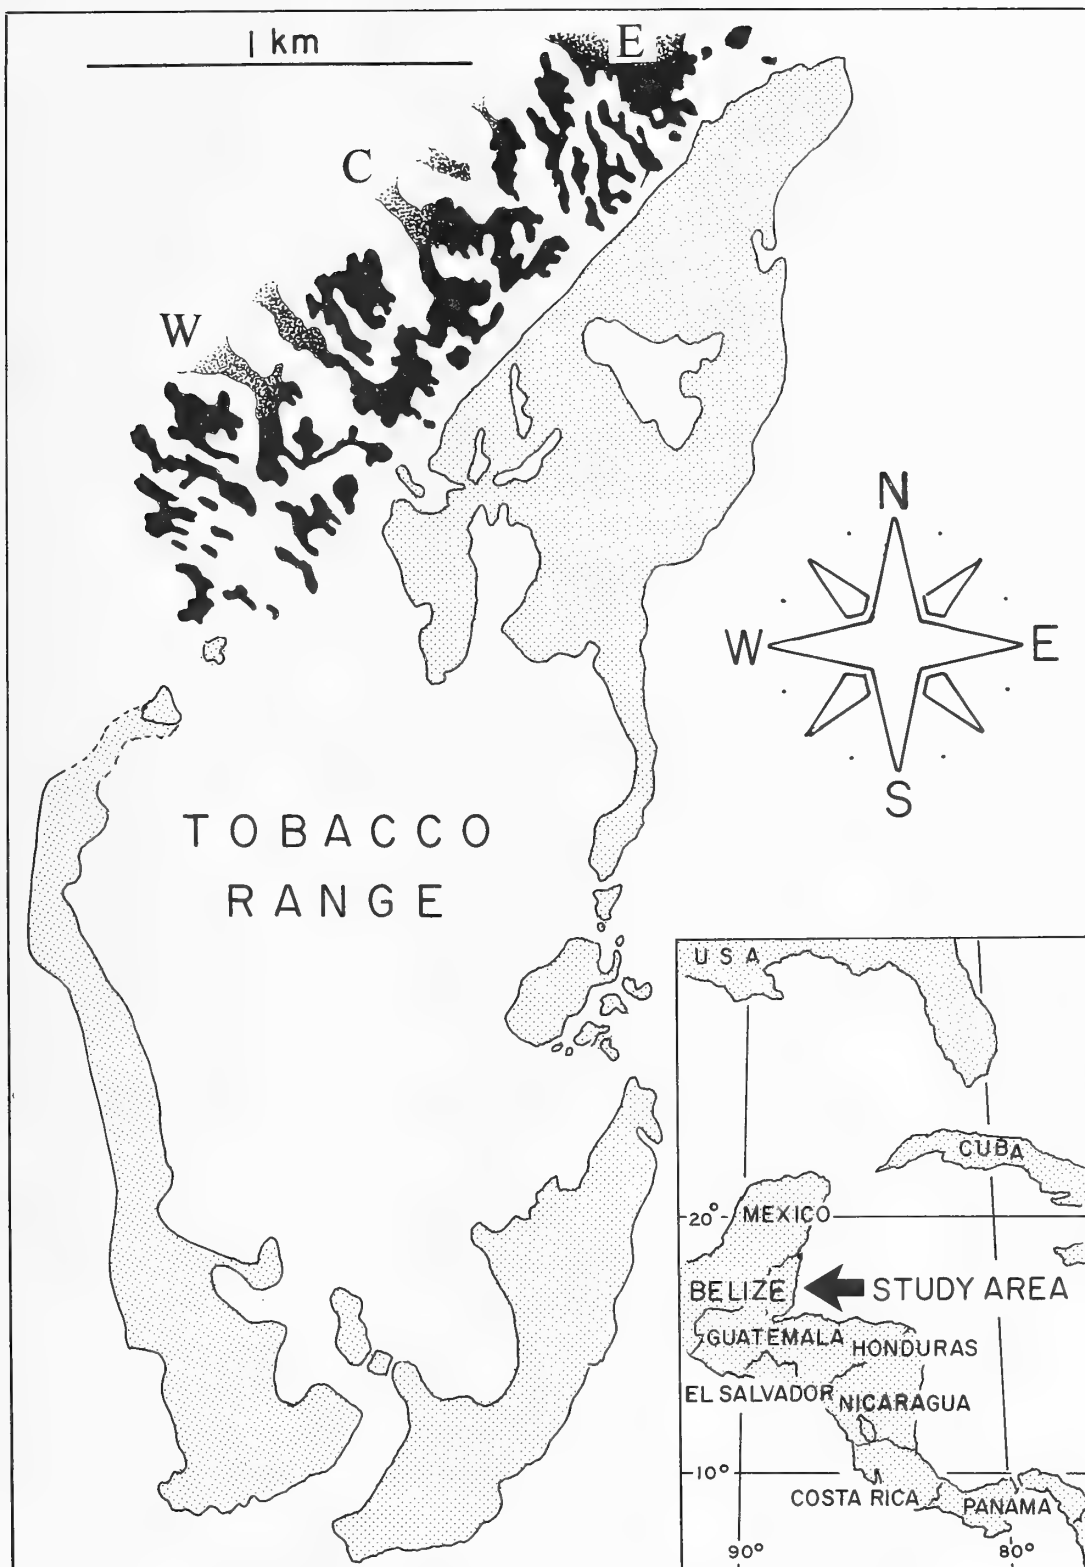 1 km
E
C
W
N
W E
S
TOBACCO
RANGE
USA
CUBA
20°
MEXICO
BELIZE
STUDY AREA
GUATEMALA
HONDURAS
EL SALVADOR
NICARAGUA
10°
COSTA RICA
PANAMA
90° 80°